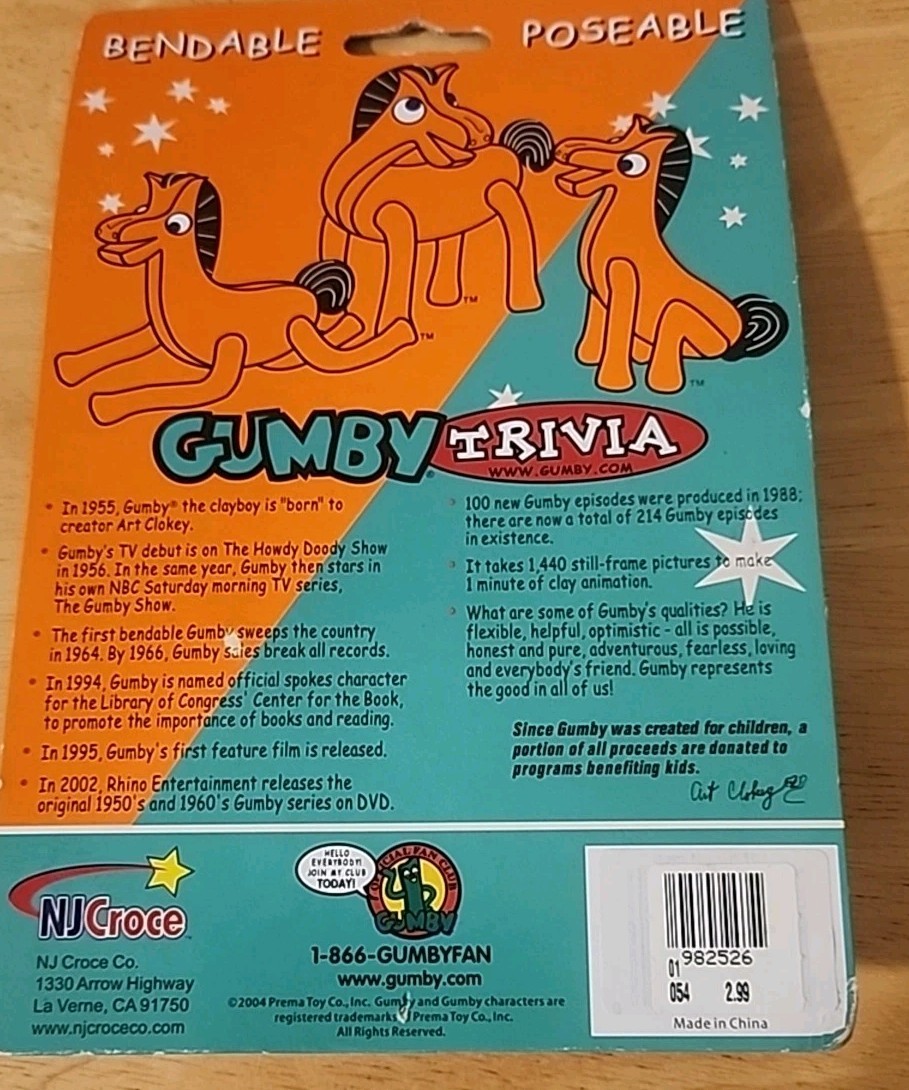 BENDABLE
POSEABLE
TM
TM
TM
GUMBY® TRIVIA
WWW.GUMBY.COM
• In 1955, Gumby® the clayboy is "born" to
creator Art Clokey.
• Gumby's TV debut is on The Howdy Doody Show
in 1956. In the same year, Gumby then stars in
his own NBC Saturday morning TV series,
The Gumby Show.
• The first bendable Gumby sweeps the country
in 1964. By 1966, Gumby sales break all records.
• In 1994, Gumby is named official spokes character
for the Library of Congress' Center for the Book,
to promote the importance of books and reading.
• In 1995, Gumby's first feature film is released.
• In 2002, Rhino Entertainment releases the
original 1950's and 1960's Gumby series on DVD.
• 100 new Gumby episodes were produced in 1988;
there are now a total of 214 Gumby episodes
in existence.
• It takes 1,440 still-frame pictures to make
1 minute of clay animation.
• What are some of Gumby's qualities? He is
flexible, helpful, optimistic - all is possible,
honest and pure, adventurous, fearless, loving
and everybody's friend. Gumby represents
the good in all of us!
Since Gumby was created for children, a
portion of all proceeds are donated to
programs benefiting kids.
Art Clokey
NJCroce
NJ Croce Co.
1330 Arrow Highway
La Verne, CA 91750
www.njcroceco.com
HELLO
EVERYBODY!
JOIN MY CLUB
TODAY!
OFFICIAL FAN CLUB
GUMBY
1-866-GUMBYFAN
www.gumby.com
©2004 Prema Toy Co., Inc. Gumby and Gumby characters are
registered trademarks of Prema Toy Co., Inc.
All Rights Reserved.
01 982526
054 2.99
Made in China